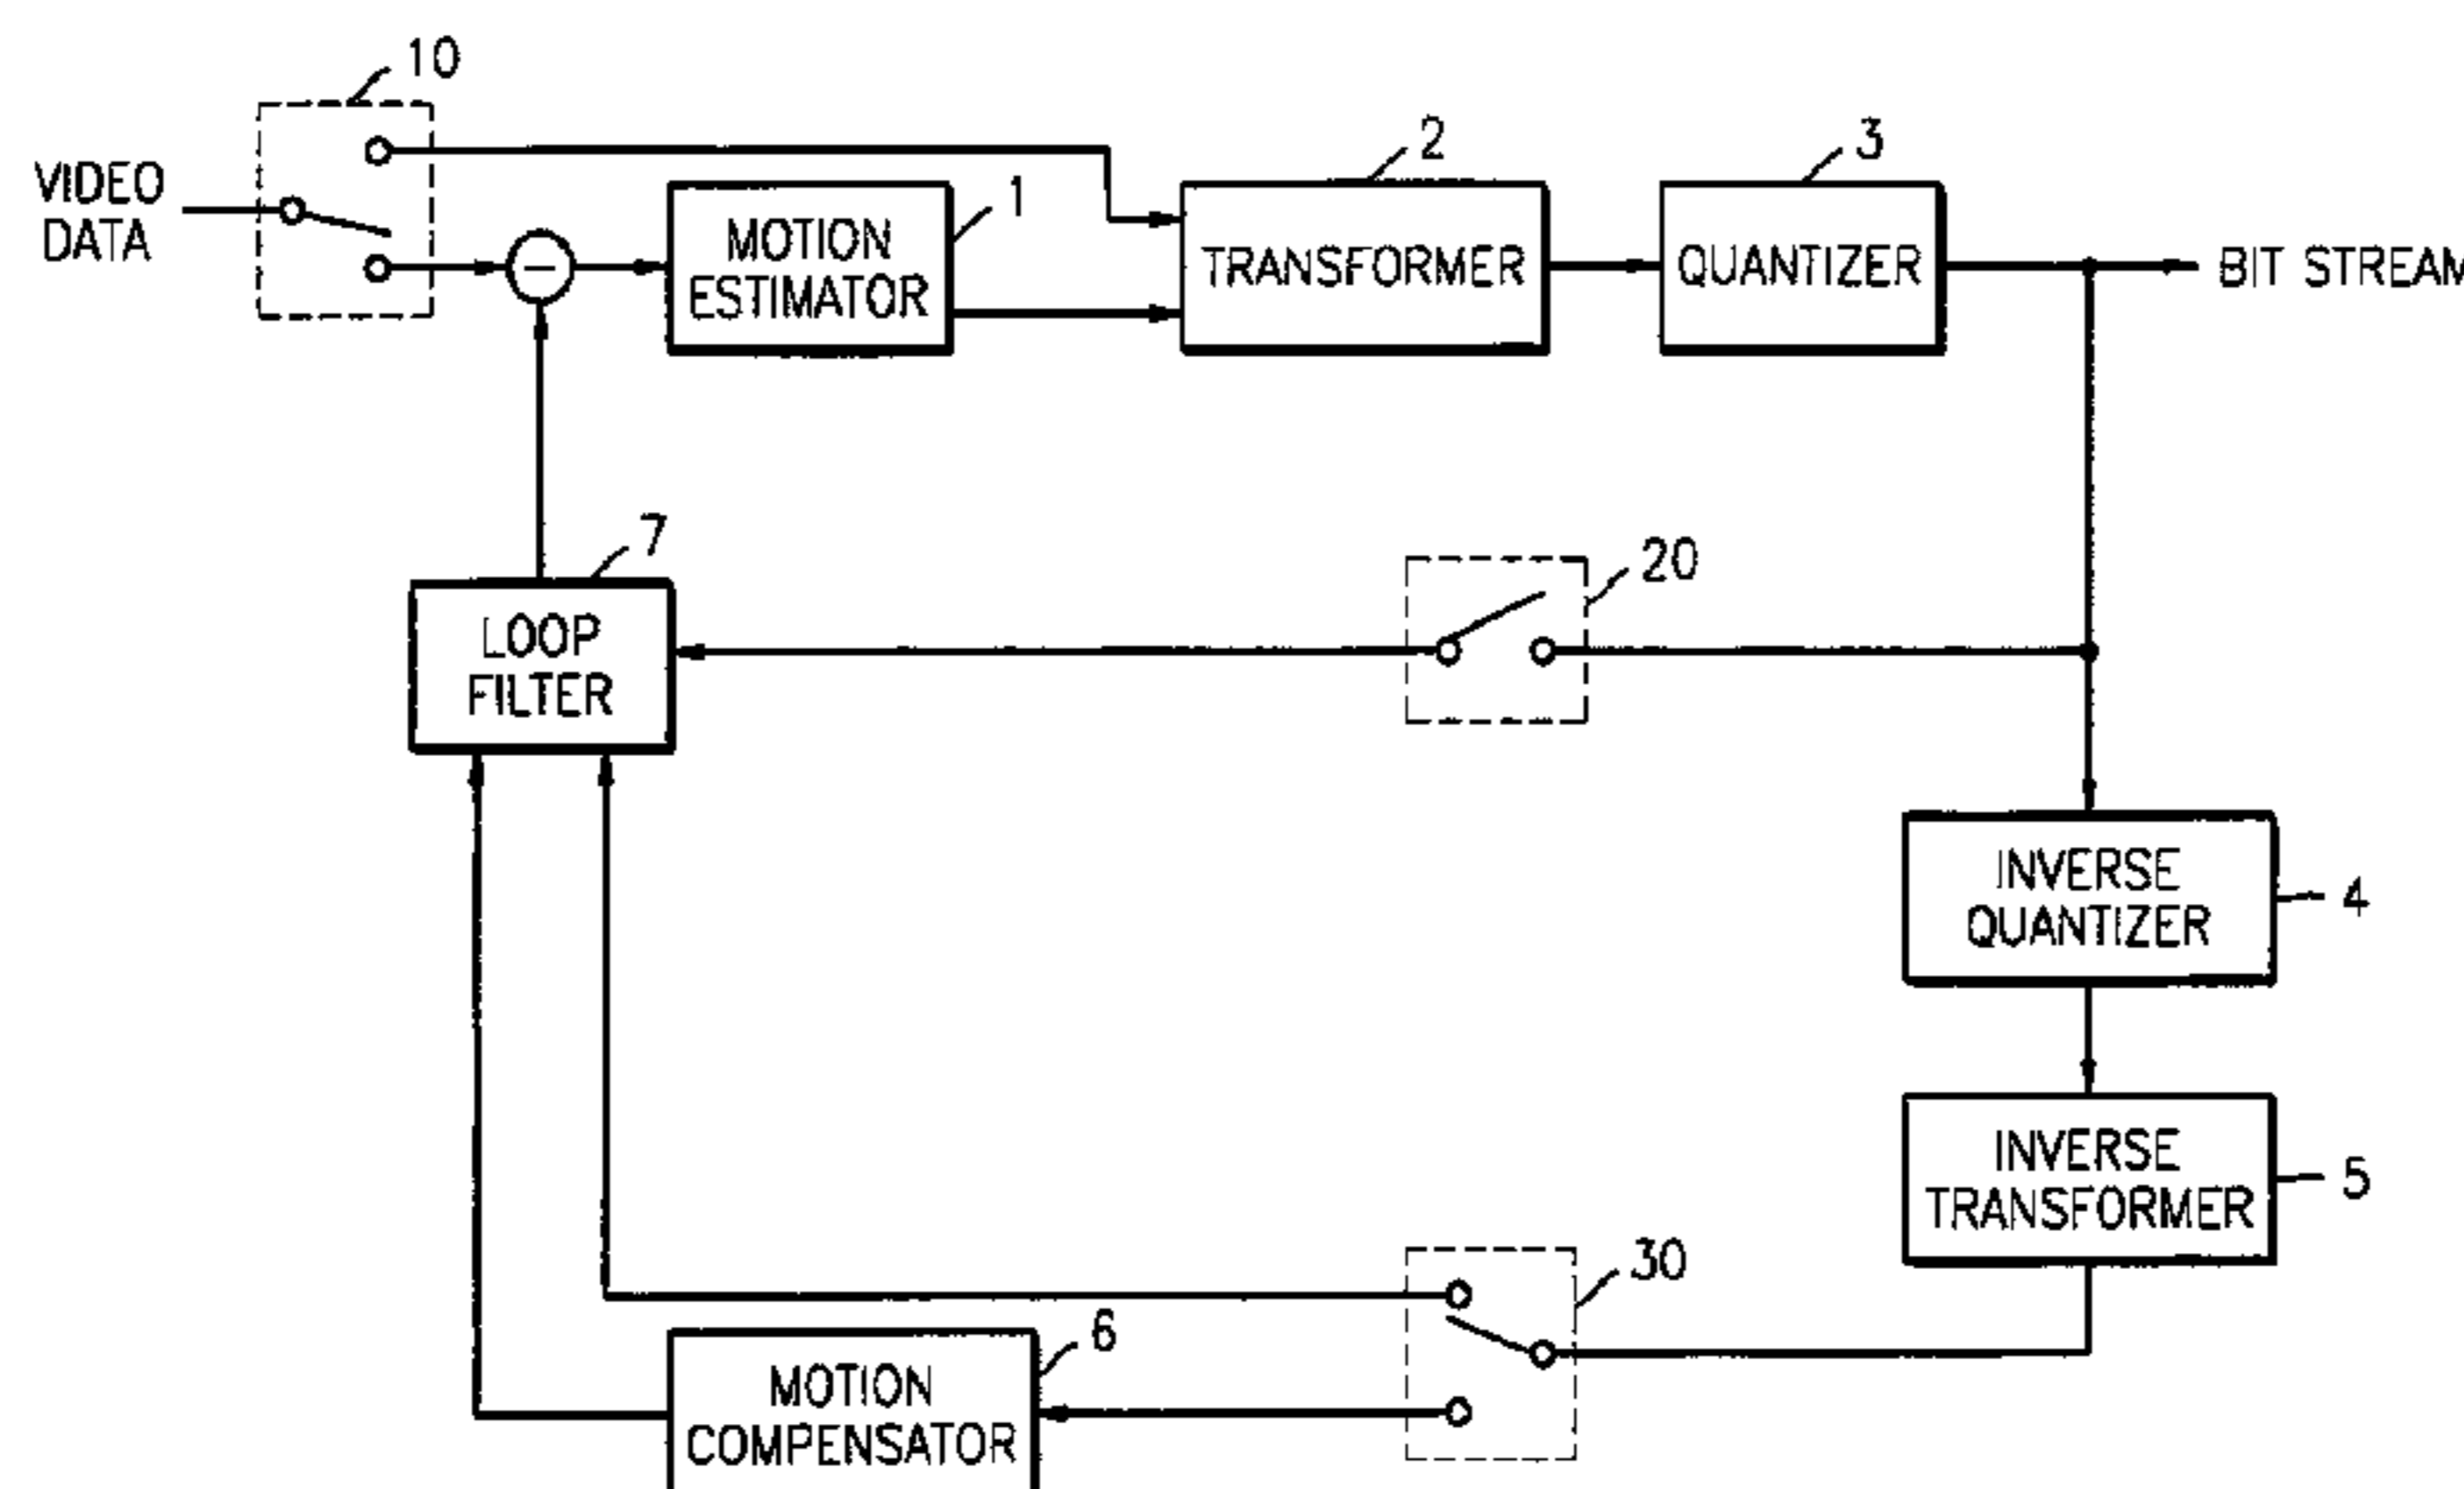 10
VIDEO
DATA
MOTION
ESTIMATOR
1
2
TRANSFORMER
3
QUANTIZER
BIT STREAM
7
LOOP
FILTER
20
INVERSE
QUANTIZER
4
INVERSE
TRANSFORMER
5
30
6
MOTION
COMPENSATOR